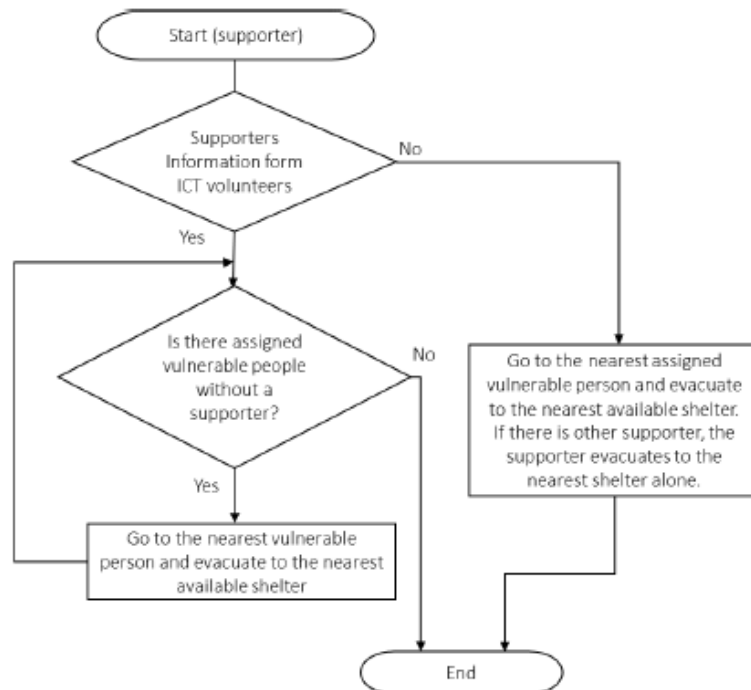 Start (supporter)
Supporters
Information form
ICT volunteers
No
Yes
Is there assigned
vulnerable people
without a
supporter?
No
Go to the nearest assigned
vulnerable person and evacuate
to the nearest available shelter.
If there is other supporter, the
supporter evacuates to the
nearest shelter alone.
Yes
Go to the nearest vulnerable
person and evacuate to the nearest
available shelter
End